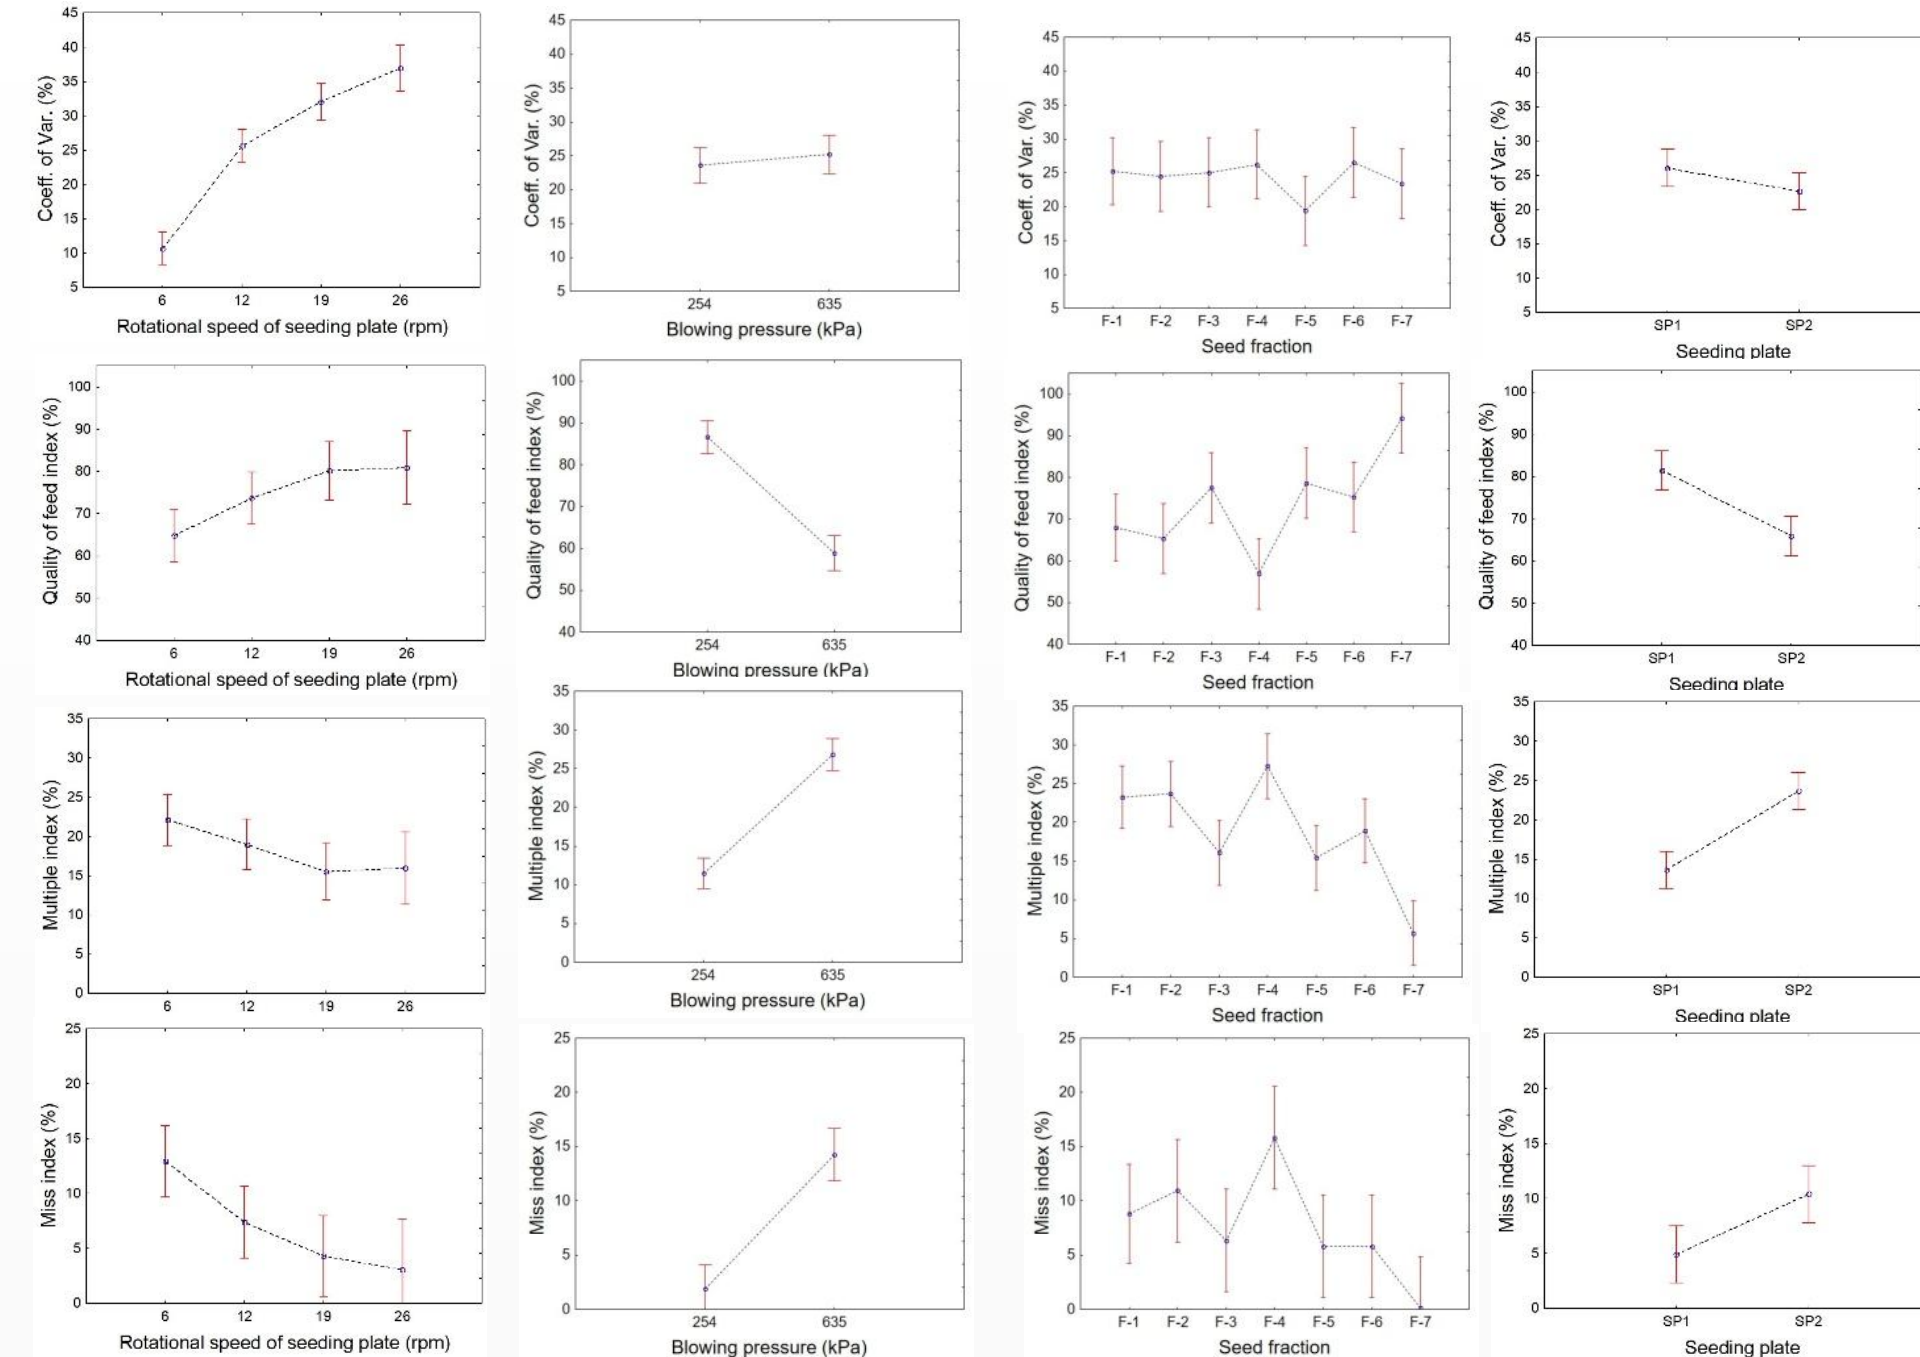 45
40
35
30
25
20
15
10
5
Coeff. of Var. (%)
6 12 19 26
Rotational speed of seeding plate (rpm)
45
40
35
30
25
20
15
10
5
Coeff. of Var. (%)
254 635
Blowing pressure (kPa)
45
40
35
30
25
20
15
10
5
Coeff. of Var. (%)
F-1 F-2 F-3 F-4 F-5 F-6 F-7
Seed fraction
45
40
35
30
25
20
15
10
5
Coeff. of Var. (%)
SP1 SP2
Seeding plate
100
90
80
70
60
50
40
Quality of feed index (%)
6 12 19 26
Rotational speed of seeding plate (rpm)
100
90
80
70
60
50
40
Quality of feed index (%)
254 635
Blowing pressure (kPa)
100
90
80
70
60
50
40
Quality of feed index (%)
F-1 F-2 F-3 F-4 F-5 F-6 F-7
Seed fraction
100
90
80
70
60
50
40
Quality of feed index (%)
SP1 SP2
Seeding plate
35
30
25
20
15
10
5
0
Multiple index (%)
6 12 19 26
35
30
25
20
15
10
5
0
Multiple index (%)
254 635
Blowing pressure (kPa)
35
30
25
20
15
10
5
0
Multiple index (%)
F-1 F-2 F-3 F-4 F-5 F-6 F-7
Seed fraction
35
30
25
20
15
10
5
0
Multiple index (%)
SP1 SP2
Seeding plate
25
20
15
10
5
0
Miss index (%)
6 12 19 26
Rotational speed of seeding plate (rpm)
25
20
15
10
5
0
Miss index (%)
254 635
Blowing pressure (kPa)
25
20
15
10
5
0
Miss index (%)
F-1 F-2 F-3 F-4 F-5 F-6 F-7
Seed fraction
25
20
15
10
5
0
Miss index (%)
SP1 SP2
Seeding plate